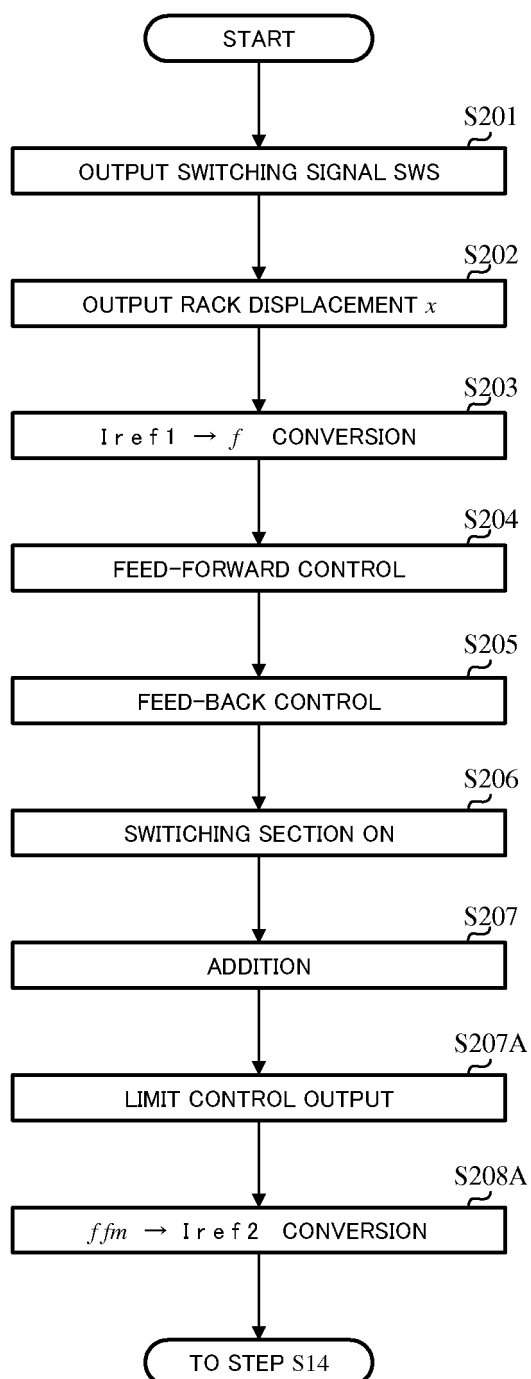 START
S201
OUTPUT SWITCHING SIGNAL SWS
S202
OUTPUT RACK DISPLACEMENT x
S203
Iref1 → f CONVERSION
S204
FEED-FORWARD CONTROL
S205
FEED-BACK CONTROL
S206
SWITICHING SECTION ON
S207
ADDITION
S207A
LIMIT CONTROL OUTPUT
S208A
ffm → Iref2 CONVERSION
TO STEP S14